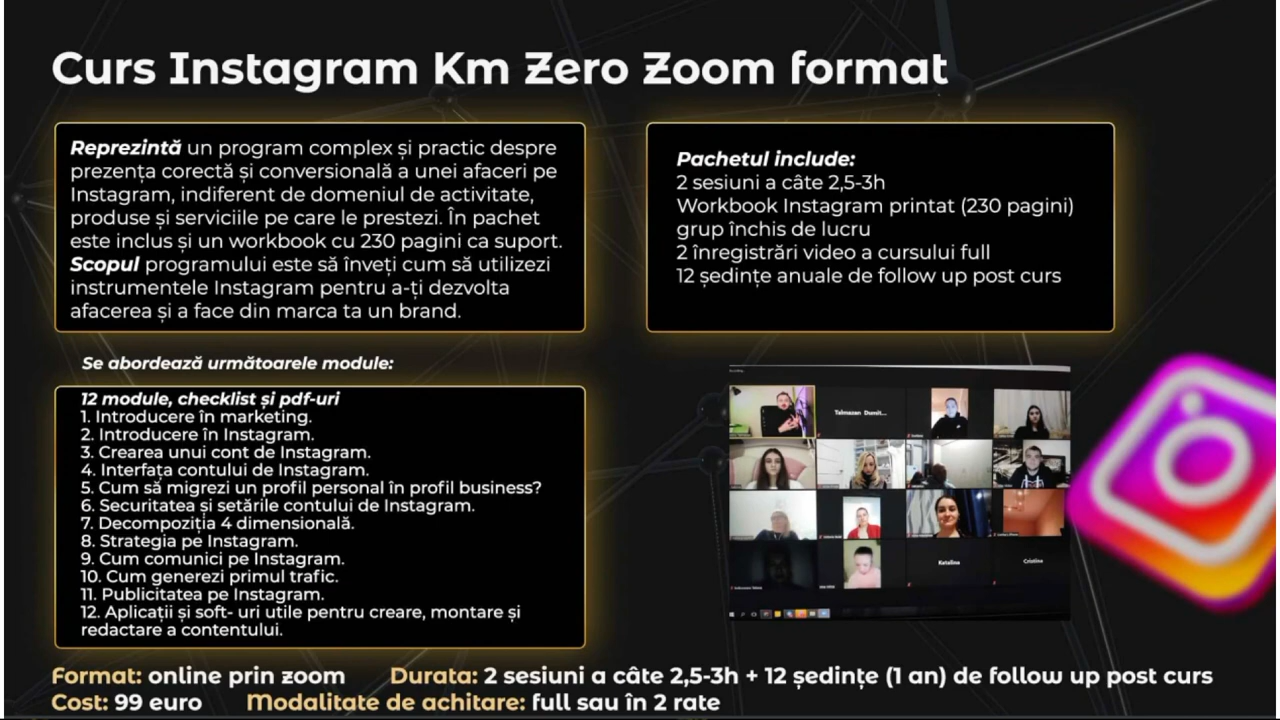 Curs Instagram Km Zero Zoom format
Reprezintă un program complex și practic despre
prezența corectă și conversională a unei afaceri pe
Instagram, indiferent de domeniul de activitate,
produse și serviciile pe care le prestezi. În pachet
este inclus și un workbook cu 230 pagini ca suport.
Scopul programului este să înveți cum să utilizezi
instrumentele Instagram pentru a-ți dezvolta
afacerea și a face din marca ta un brand.
Pachetul include:
2 sesiuni a câte 2,5-3h
Workbook Instagram printat (230 pagini)
grup închis de lucru
2 înregistrări video a cursului full
12 ședințe anuale de follow up post curs
Se abordează următoarele module:
12 module, checklist și pdf-uri
1. Introducere în marketing.
2. Introducere în Instagram.
3. Crearea unui cont de Instagram.
4. Interfața contului de Instagram.
5. Cum să migrezi un profil personal în profil business?
6. Securitatea și setările contului de Instagram.
7. Decompoziția 4 dimensională.
8. Strategia pe Instagram.
9. Cum comunici pe Instagram.
10. Cum generezi primul trafic.
11. Publicitatea pe Instagram.
12. Aplicații și soft- uri utile pentru creare, montare și
redactare a contentului.
Talmazan Dumit...
Katalina
Cristina
Format: online prin zoom Durata: 2 sesiuni a câte 2,5-3h + 12 ședințe (1 an) de follow up post curs
Cost: 99 euro Modalitate de achitare: full sau în 2 rate